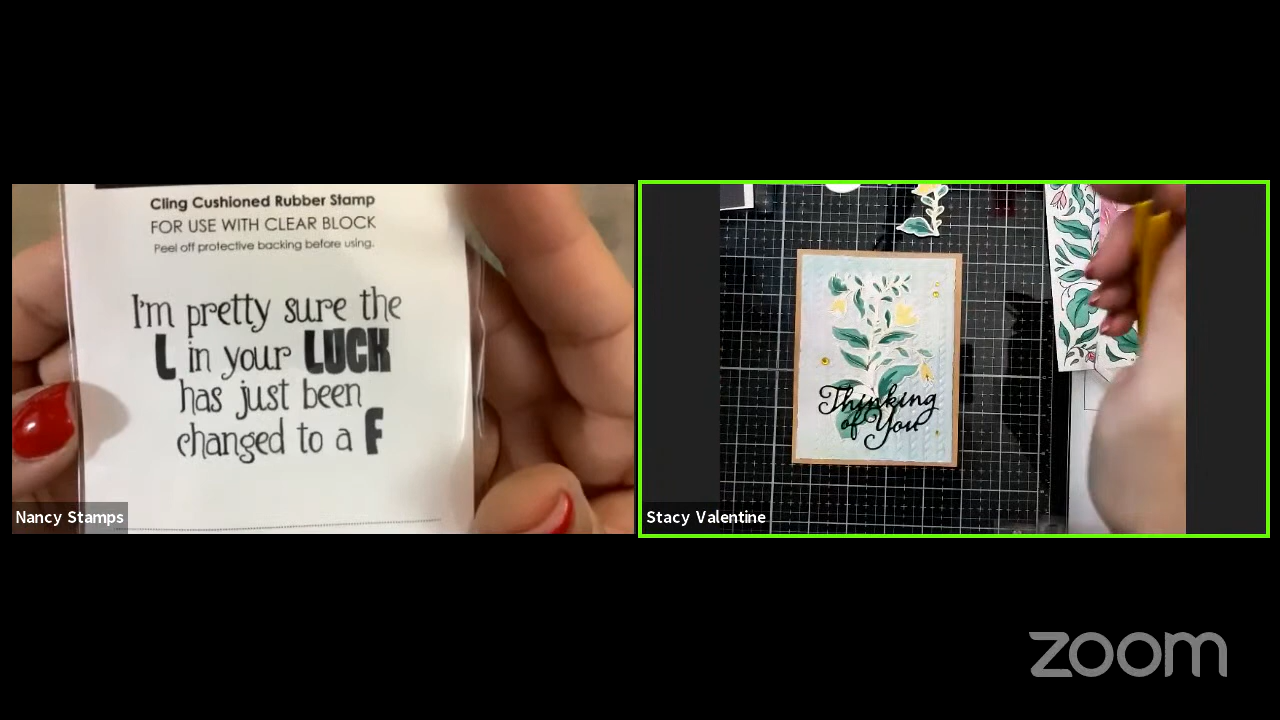 Cling Cushioned Rubber Stamp
FOR USE WITH CLEAR BLOCK
Peel off protective backing before using.
I'm pretty sure the
L in your LUCK
has just been
changed to a F
Nancy Stamps
Thinking
of You
Stacy Valentine
zoom